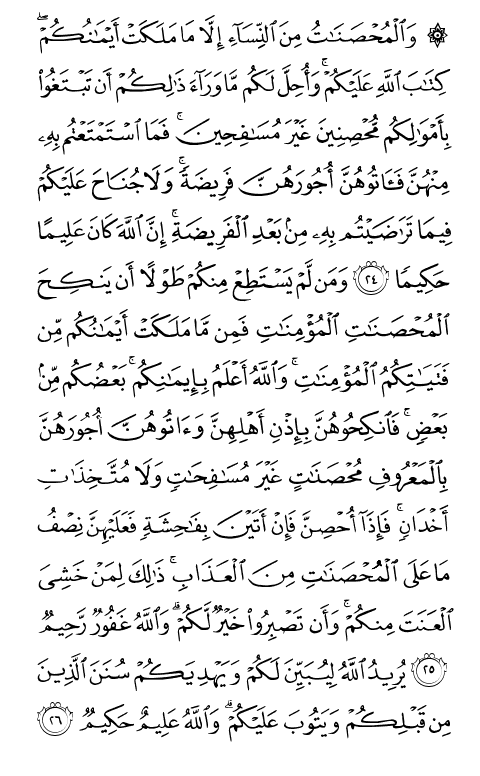 ۞ وَٱلْمُحْصَنَٰتُ مِنَ ٱلنِّسَآءِ إِلَّا مَا مَلَكَتْ أَيْمَٰنُكُمْ ۖ
كِتَٰبَ ٱللَّهِ عَلَيْكُمْ ۚ وَأُحِلَّ لَكُم مَّا وَرَآءَ ذَٰلِكُمْ أَن تَبْتَغُوا۟
بِأَمْوَٰلِكُم مُّحْصِنِينَ غَيْرَ مُسَٰفِحِينَ ۚ فَمَا ٱسْتَمْتَعْتُم بِهِۦ
مِنْهُنَّ فَـَٔاتُوهُنَّ أُجُورَهُنَّ فَرِيضَةً ۚ وَلَا جُنَاحَ عَلَيْكُمْ
فِيمَا تَرَٰضَيْتُم بِهِۦ مِنۢ بَعْدِ ٱلْفَرِيضَةِ ۚ إِنَّ ٱللَّهَ كَانَ عَلِيمًا
حَكِيمًا ٢٤ وَمَن لَّمْ يَسْتَطِعْ مِنكُمْ طَوْلًا أَن يَنكِحَ
ٱلْمُحْصَنَٰتِ ٱلْمُؤْمِنَٰتِ فَمِن مَّا مَلَكَتْ أَيْمَٰنُكُم مِّن
فَتَيَٰتِكُمُ ٱلْمُؤْمِنَٰتِ ۚ وَٱللَّهُ أَعْلَمُ بِإِيمَٰنِكُم ۚ بَعْضُكُم مِّنۢ
بَعْضٍ ۚ فَٱنكِحُوهُنَّ بِإِذْنِ أَهْلِهِنَّ وَءَاتُوهُنَّ أُجُورَهُنَّ
بِٱلْمَعْرُوفِ مُحْصَنَٰتٍ غَيْرَ مُسَٰفِحَٰتٍ وَلَا مُتَّخِذَٰتِ
أَخْدَانٍ ۚ فَإِذَآ أُحْصِنَّ فَإِنْ أَتَيْنَ بِفَٰحِشَةٍ فَعَلَيْهِنَّ نِصْفُ
مَا عَلَى ٱلْمُحْصَنَٰتِ مِنَ ٱلْعَذَابِ ۚ ذَٰلِكَ لِمَنْ خَشِىَ
ٱلْعَنَتَ مِنكُمْ ۚ وَأَن تَصْبِرُوا۟ خَيْرٌ لَّكُمْ ۗ وَٱللَّهُ غَفُورٌ رَّحِيمٌ
٢٥ يُرِيدُ ٱللَّهُ لِيُبَيِّنَ لَكُمْ وَيَهْدِيَكُمْ سُنَنَ ٱلَّذِينَ
مِن قَبْلِكُمْ وَيَتُوبَ عَلَيْكُمْ ۗ وَٱللَّهُ عَلِيمٌ حَكِيمٌ ٢٦